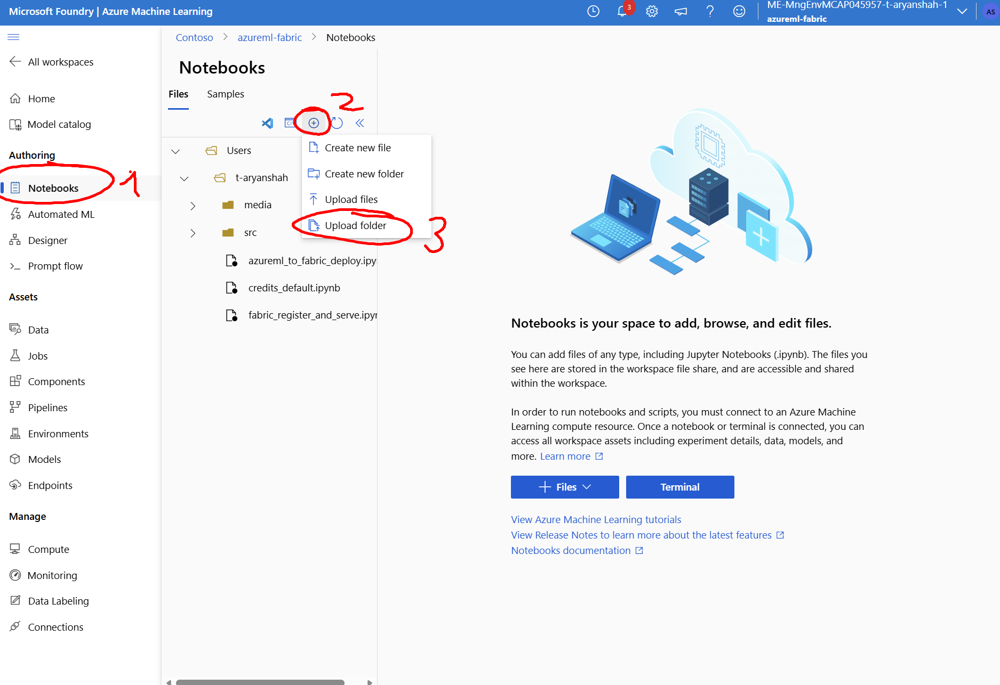 Microsoft Foundry | Azure Machine Learning
3
ME-MngEnvMCAP045957-t-aryanshah-1
azureml-fabric
AS
All workspaces
Home
Model catalog
Authoring
Notebooks
1
Automated ML
Designer
Prompt flow
Assets
Data
Jobs
Components
Pipelines
Environments
Models
Endpoints
Manage
Compute
Monitoring
Data Labeling
Connections
Contoso > azureml-fabric > Notebooks
Notebooks
Files Samples
2
Users
t-aryanshah
media
src
azureml_to_fabric_deploy.ipy
credits_default.ipynb
fabric_register_and_serve.ipyn
Create new file
Create new folder
Upload files
Upload folder
3
Notebooks is your space to add, browse, and edit files.
You can add files of any type, including Jupyter Notebooks (.ipynb). The files you
see here are stored in the workspace file share, and are accessible and shared
within the workspace.
In order to run notebooks and scripts, you must connect to an Azure Machine
Learning compute resource. Once a notebook or terminal is connected, you can
access all workspace assets including experiment details, data, models, and
more. Learn more
Files
Terminal
View Azure Machine Learning tutorials
View Release Notes to learn more about the latest features
Notebooks documentation